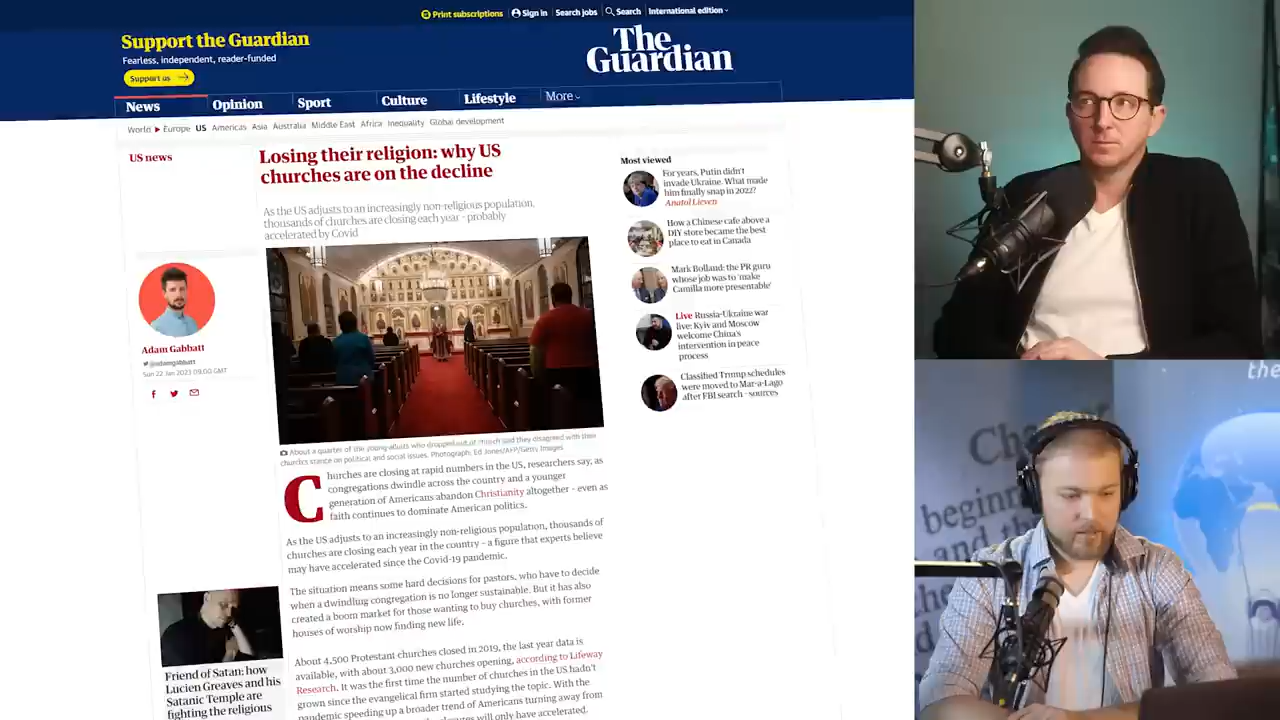 Print subscriptions
Sign in
Search jobs
Search
International edition
Support the Guardian
Fearless, independent, reader-funded
Support us
The
Guardian
News
Opinion
Sport
Culture
Lifestyle
More
World
Europe
US
Americas
Asia
Australia
Middle East
Africa
Inequality
Global development
US news
Losing their religion: why US
churches are on the decline
As the US adjusts to an increasingly non-religious population,
thousands of churches are closing each year - probably
accelerated by Covid
Adam Gabbatt
@adamgabbatt
Sun 22 Jan 2023 09.00 GMT
About a quarter of the young adults who dropped out of church said they disagreed with their
church's stance on political and social issues. Photograph: Ed Jones/AFP/Getty Images
Churches are closing at rapid numbers in the US, researchers say, as
congregations dwindle across the country and a younger
generation of Americans abandon Christianity altogether – even as
faith continues to dominate American politics.
As the US adjusts to an increasingly non-religious population, thousands of
churches are closing each year in the country – a figure that experts believe
may have accelerated since the Covid-19 pandemic.
The situation means some hard decisions for pastors, who have to decide
when a dwindling congregation is no longer sustainable. But it has also
created a boom market for those wanting to buy churches, with former
houses of worship now finding new life.
About 4,500 Protestant churches closed in 2019, the last year data is
available, with about 3,000 new churches opening, according to Lifeway
Research. It was the first time the number of churches in the US hadn't
grown since the evangelical firm started studying the topic. With the
pandemic speeding up a broader trend of Americans turning away from
will only have accelerated.
Friend of Satan: how
Lucien Greaves and his
Satanic Temple are
fighting the religious
Most viewed
For years, Putin didn't
invade Ukraine. What made
him finally snap in 2022?
Anatol Lieven
How a Chinese cafe above a
DIY store became the best
place to eat in Canada
Mark Bolland: the PR guru
whose job was to 'make
Camilla more presentable'
Live Russia-Ukraine war
live: Kyiv and Moscow
welcome China's
intervention in peace
process
Classified Trump schedules
were moved to Mar-a-Lago
after FBI search – sources
the
Che
begin
and th
he